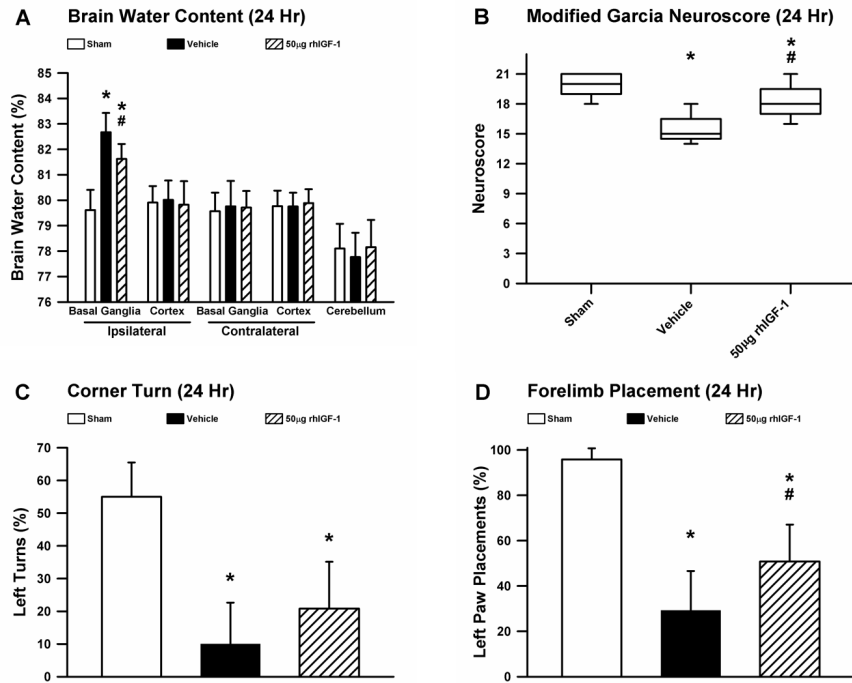 A Brain Water Content (24 Hr)
Sham Vehicle 50µg rhIGF-1
Brain Water Content (%)
85
84
83
82
81
80
79
78
77
76
* * #
Basal Ganglia Cortex Basal Ganglia Cortex Cerebellum
Ipsilateral Contralateral
B Modified Garcia Neuroscore (24 Hr)
Neuroscore
21
18
15
12
9
6
3
0
* * #
Sham Vehicle 50µg rhIGF-1
C Corner Turn (24 Hr)
Sham Vehicle 50µg rhIGF-1
Left Turns (%)
70
60
50
40
30
20
10
0
* *
D Forelimb Placement (24 Hr)
Sham Vehicle 50µg rhIGF-1
Left Paw Placements (%)
100
80
60
40
20
0
* * #